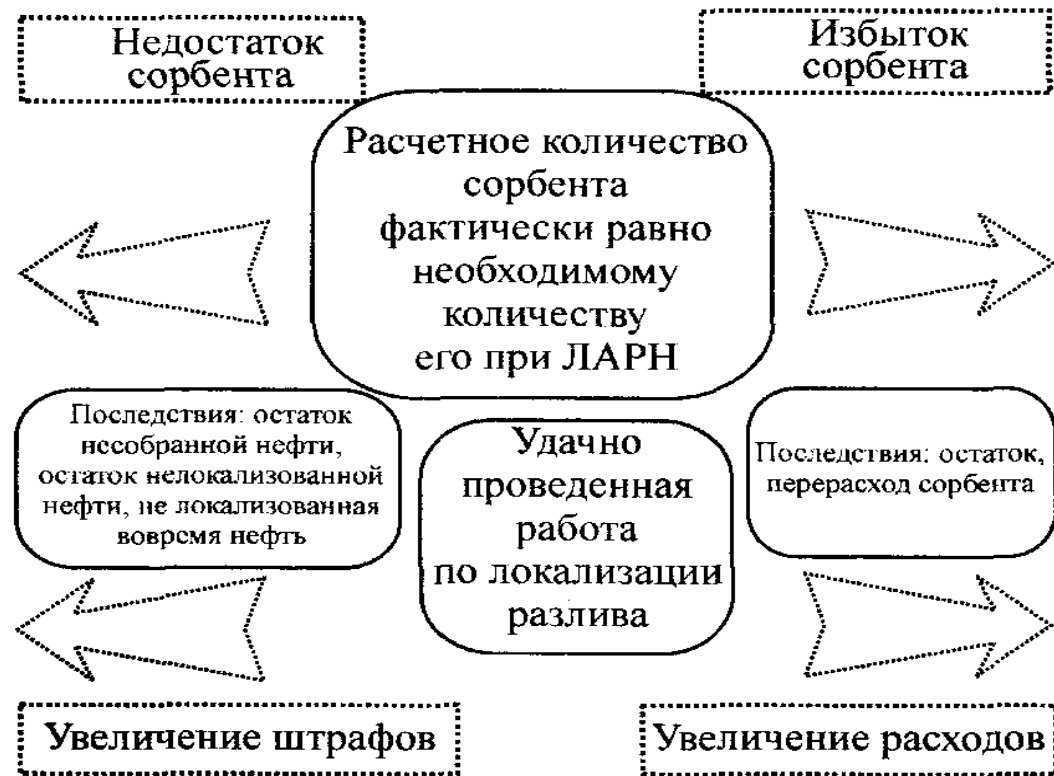 Недостаток
сорбента
Избыток
сорбента
Расчетное количество
сорбента
фактически равно
необходимому
количеству
его при ЛАРН
Последствия: остаток
иссобранной нефти,
остаток нелокализованной
нефти, не локализованная
вовремя нефть
Удачно
проведенная
работа
по локализации
разлива
Последствия: остаток,
перерасход сорбента
Увеличение штрафов
Увеличение расходов